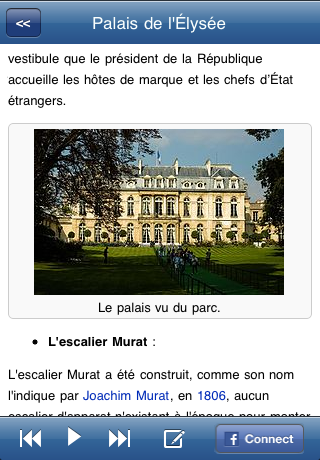 <<
Palais de l'Élysée
vestibule que le président de la République
accueille les hôtes de marque et les chefs d'État
étrangers.
Le palais vu du parc.
• L'escalier Murat :
L'escalier Murat a été construit, comme son nom
l'indique par Joachim Murat, en 1806, aucun
escalier d'apparat n'existant à l'époque pour monter
f Connect